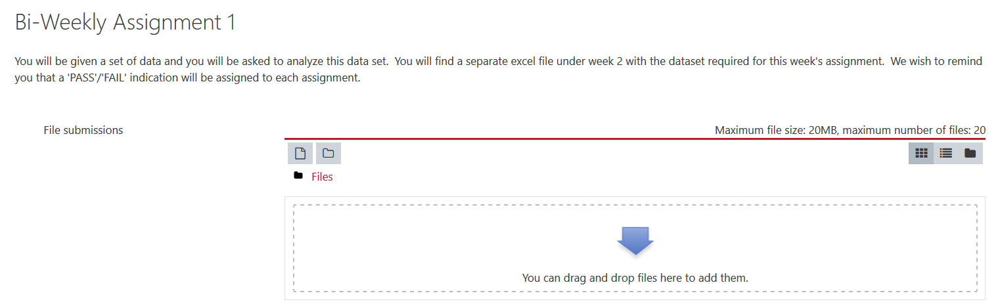 Bi-Weekly Assignment 1
You will be given a set of data and you will be asked to analyze this data set.  You will find a separate excel file under week 2 with the dataset required for this week's assignment.  We wish to remind
you that a 'PASS'/'FAIL' indication will be assigned to each assignment.
File submissions
Maximum file size: 20MB, maximum number of files: 20
Files
You can drag and drop files here to add them.